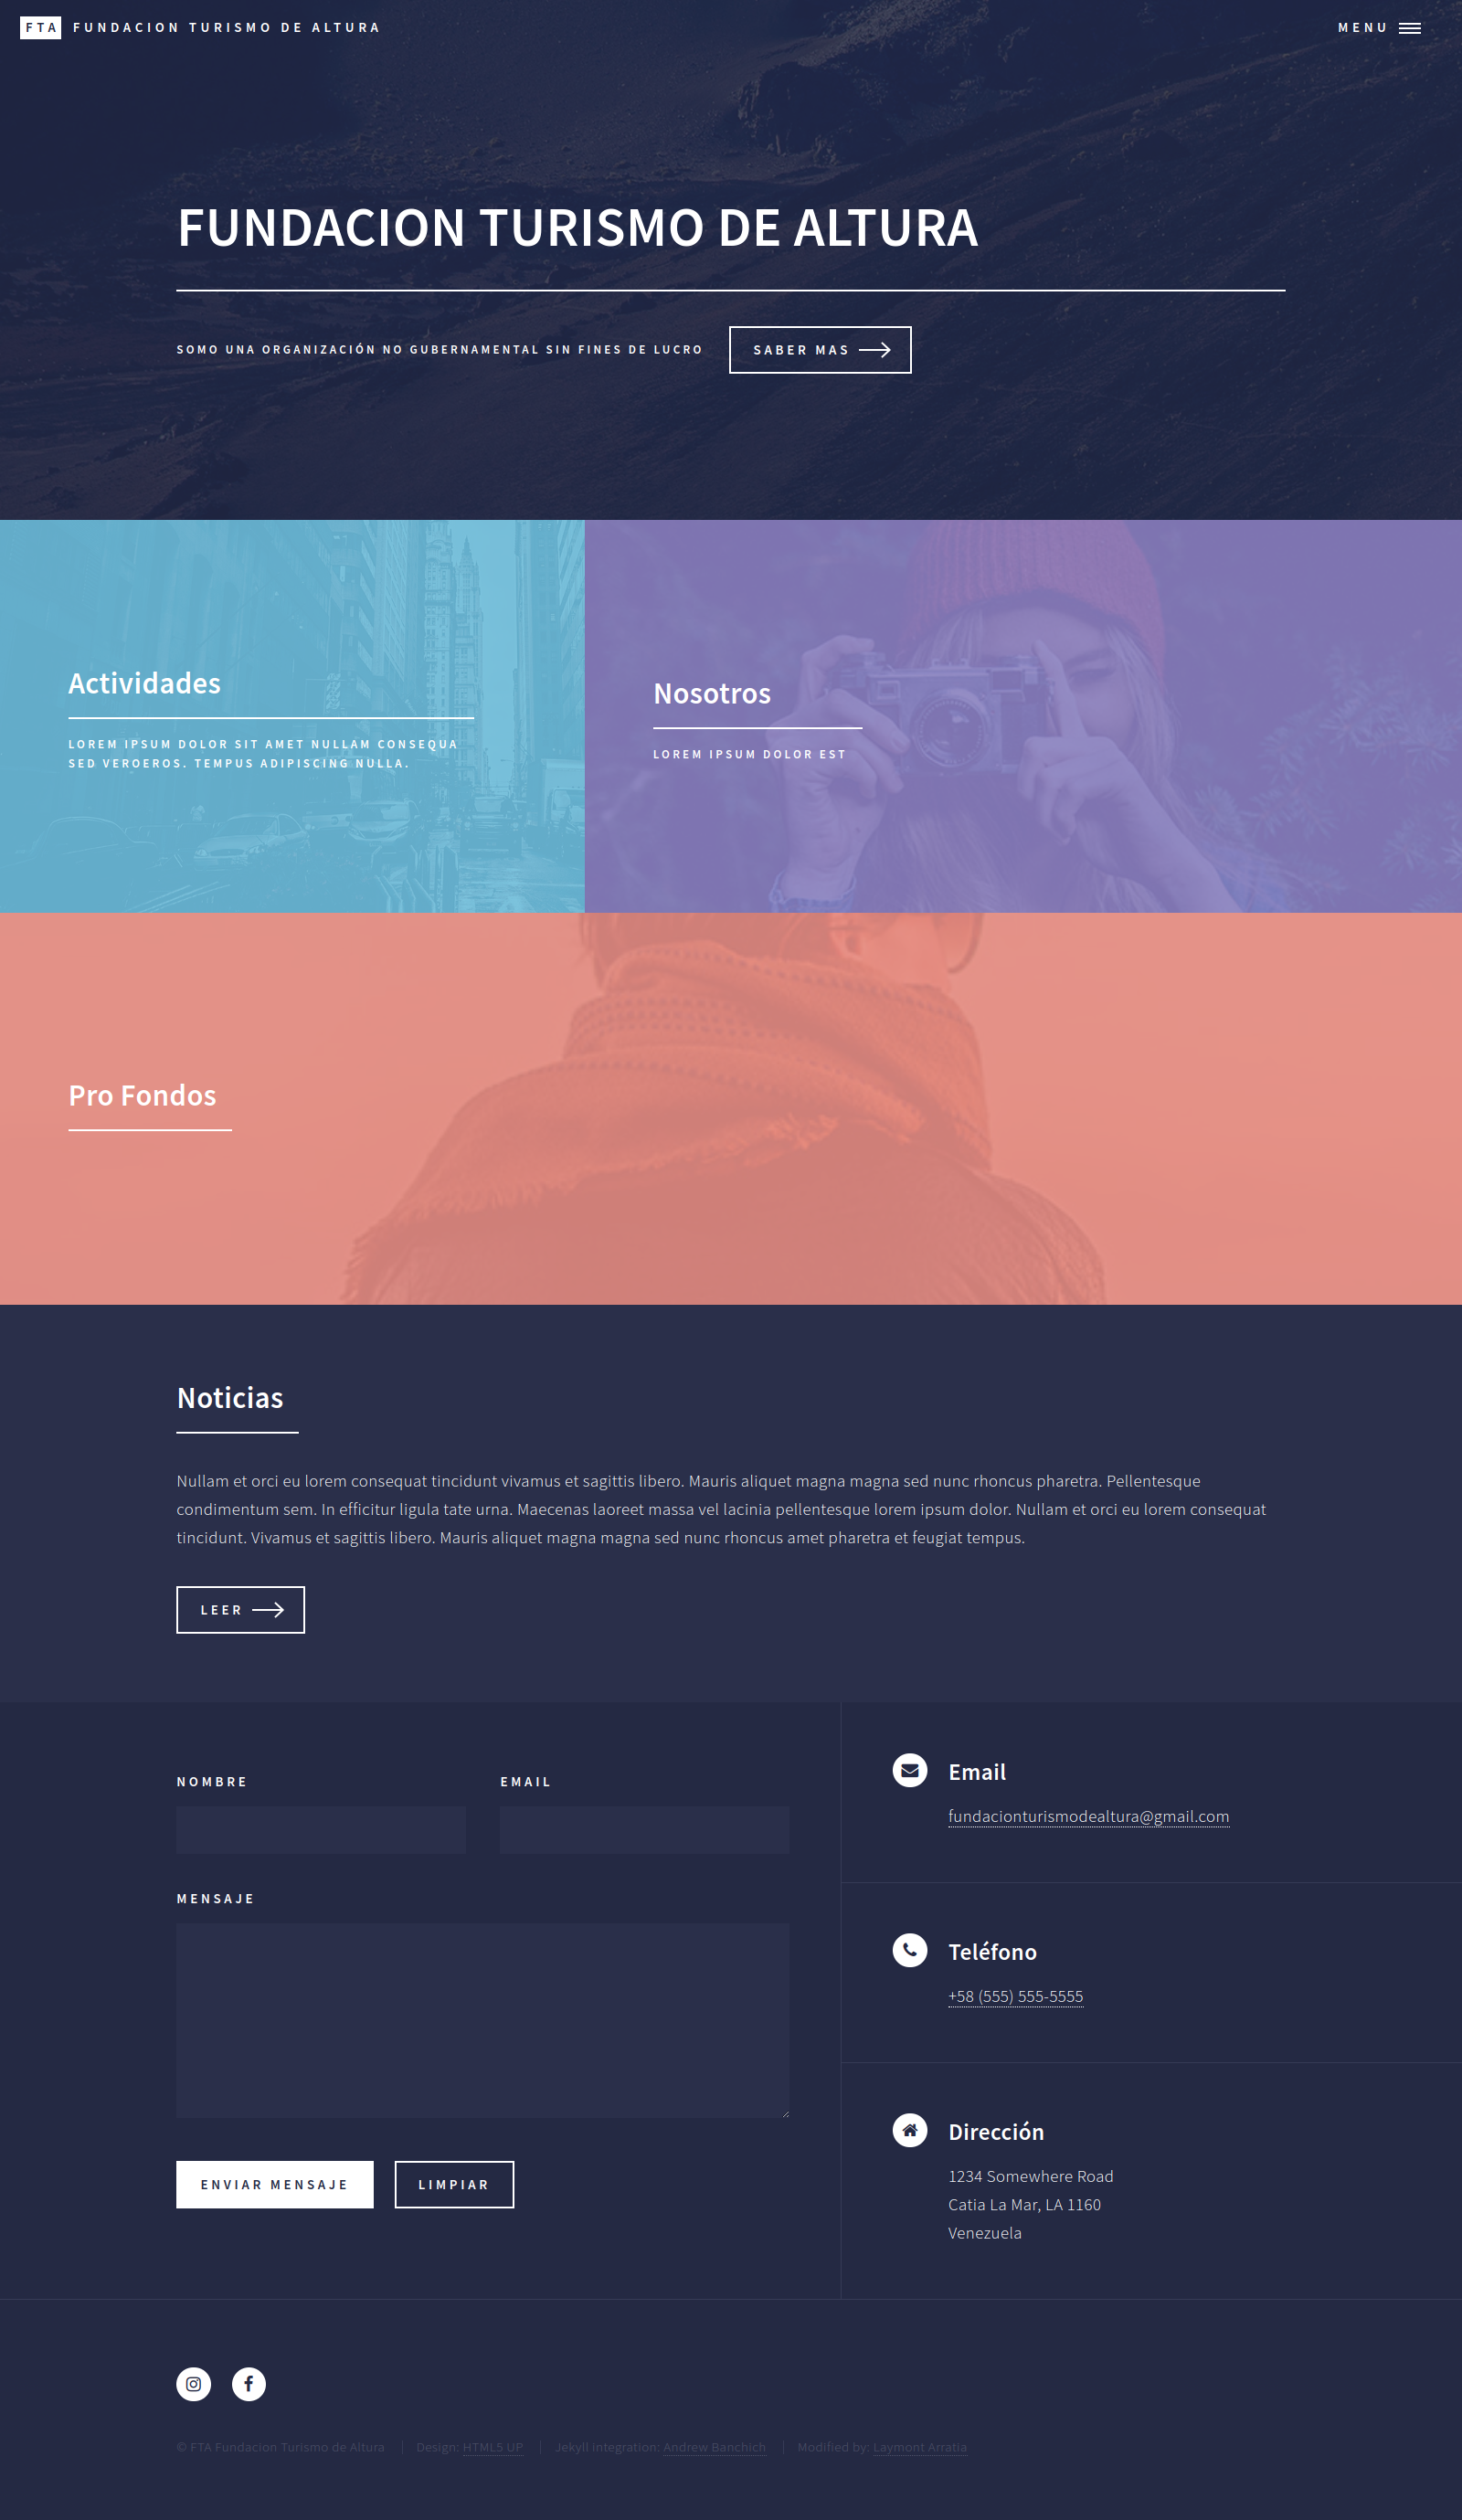 FTA FUNDACION TURISMO DE ALTURA
MENU
FUNDACION TURISMO DE ALTURA
SOMO UNA ORGANIZACIÓN NO GUBERNAMENTAL SIN FINES DE LUCRO
SABER MAS
Actividades
LOREM IPSUM DOLOR SIT AMET NULLAM CONSEQUA
SED VEROEROS. TEMPUS ADIPISCING NULLA.
Nosotros
LOREM IPSUM DOLOR EST
Pro Fondos
Noticias
Nullam et orci eu lorem consequat tincidunt vivamus et sagittis libero. Mauris aliquet magna magna sed nunc rhoncus pharetra. Pellentesque
condimentum sem. In efficitur ligula tate urna. Maecenas laoreet massa vel lacinia pellentesque lorem ipsum dolor. Nullam et orci eu lorem consequat
tincidunt. Vivamus et sagittis libero. Mauris aliquet magna magna sed nunc rhoncus amet pharetra et feugiat tempus.
LEER
NOMBRE
EMAIL
MENSAJE
ENVIAR MENSAJE
LIMPIAR
Email
fundacionturismodealtura@gmail.com
Teléfono
+58 (555) 555-5555
Dirección
1234 Somewhere Road
Catia La Mar, LA 1160
Venezuela
© FTA Fundacion Turismo de Altura
Design: HTML5 UP
Jekyll integration: Andrew Banchich
Modified by: Laymont Arratia